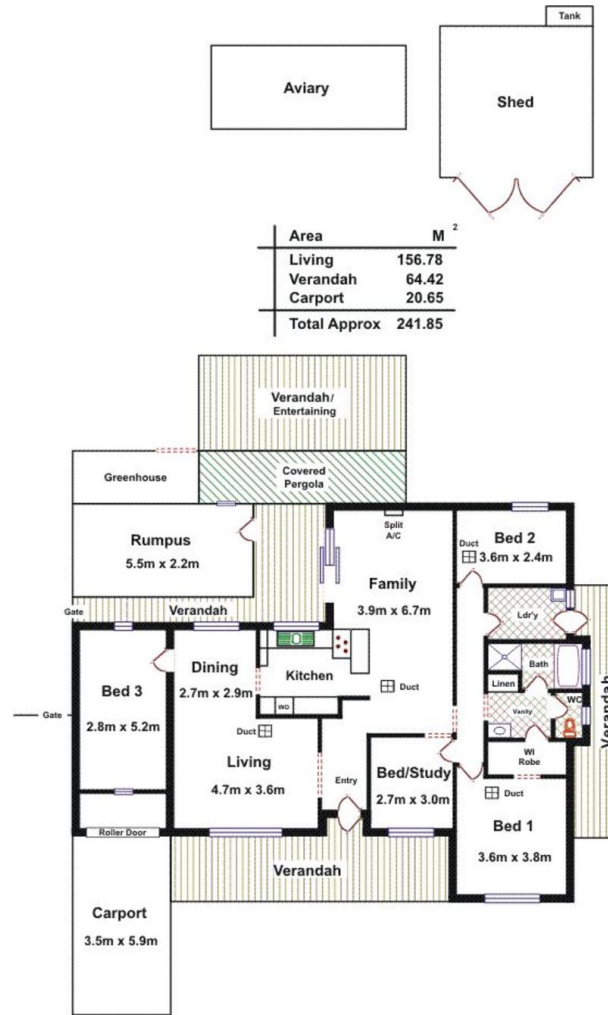 Tank
Aviary
Shed
Area M 2
Living 156.78
Verandah 64.42
Carport 20.65
Total Approx 241.85
Verandah/
Entertaining
Greenhouse
Covered
Pergola
Rumpus
5.5m x 2.2m
Split
A/C
Duct
Bed 2
3.6m x 2.4m
Family
3.9m x 6.7m
Gate
Verandah
Ldr'y
Dining
2.7m x 2.9m
Kitchen
Bath
Bed 3
2.8m x 5.2m
Duct
Linen
WC
Verandah
Gate
WO
Vanity
Duct
Living
4.7m x 3.6m
Entry
Bed/Study
2.7m x 3.0m
WI
Robe
Duct
Roller Door
Bed 1
3.6m x 3.8m
Verandah
Carport
3.5m x 5.9m